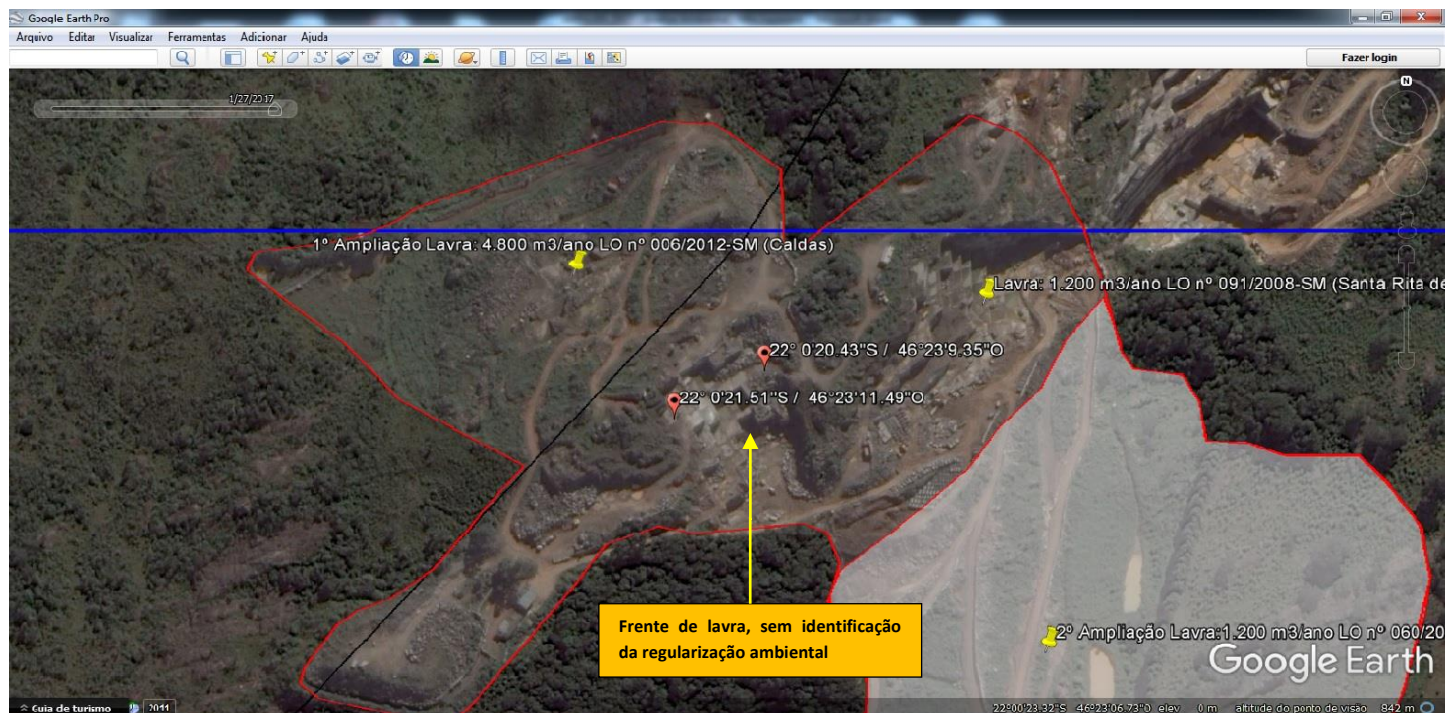 Google Earth Pro
Arquivo Editar Visualizar Ferramentas Adicionar Ajuda
Fazer login
1/27/2017
N
1º Ampliação Lavra: 4.800 m3/ano LO nº 006/2012-SM (Caldas)
Lavra: 1.200 m3/ano LO nº 091/2008-SM (Santa Rita de
22° 0'20.43"S / 46°23'9.35"O
22° 0'21.51"S / 46°23'11.49"O
Frente de lavra, sem identificação
da regularização ambiental
2º Ampliação Lavra:1.200 m3/ano LO nº 060/20
Google Earth
Guia de turismo 2011
22°00'23.32"S 46°23'06.73"O elev 0 m altitude do ponto de visão 842 m